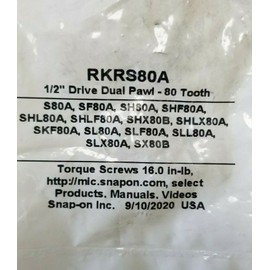 RKRS80A
1/2" Drive Dual Pawl - 80 Tooth
S80A, SF80A, SH80A, SHF80A,
SHL80A, SHLF80A, SHX80B, SHLX80A,
SKF80A, SL80A, SLF80A, SLL80A,
SLX80A, SX80B
Torque Screws 16.0 in-lb,
http://mic.snapon.com, select
Products, Manuals, Videos
Snap-on Inc. 9/10/2020 USA